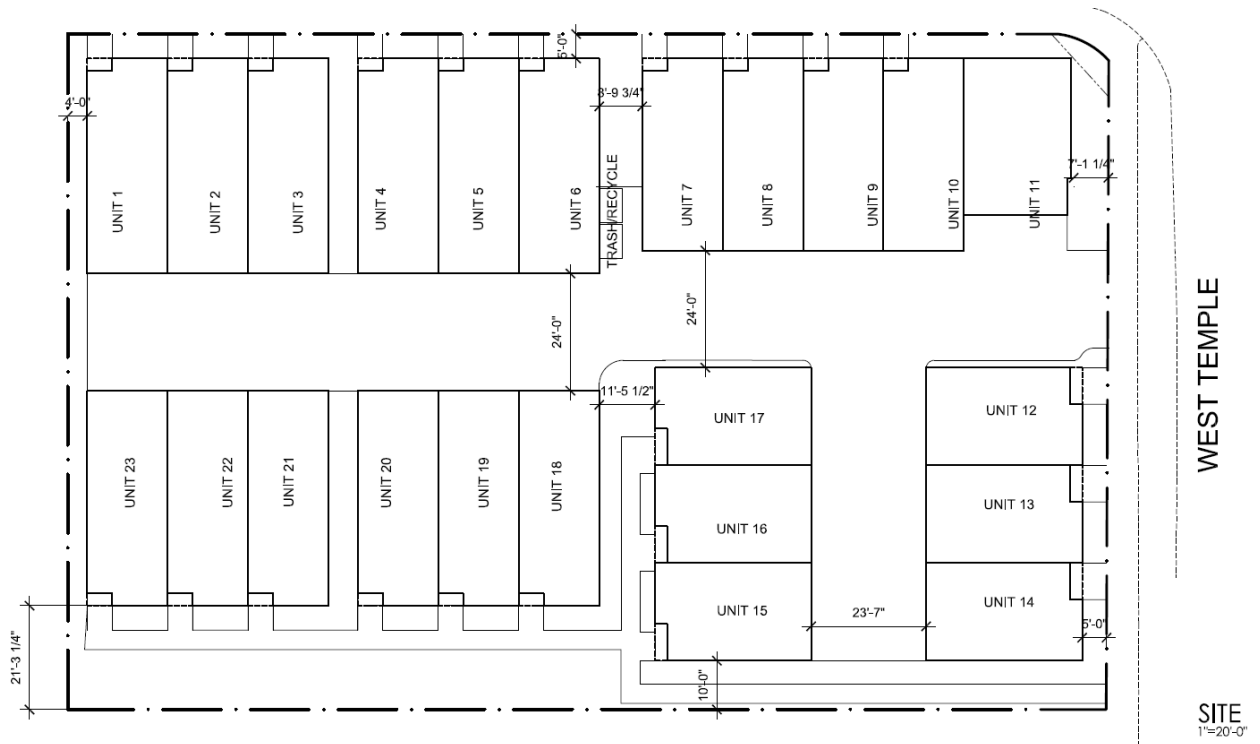 5'-0"
4'-0"
8'-9 3/4"
7'-1 1/4"
UNIT 1
UNIT 2
UNIT 3
UNIT 4
UNIT 5
UNIT 6
TRASH/RECYCLE
UNIT 7
UNIT 8
UNIT 9
UNIT 10
UNIT 11
24'-0"
24'-0"
11'-5 1/2"
UNIT 17
UNIT 12
WEST TEMPLE
UNIT 23
UNIT 22
UNIT 21
UNIT 20
UNIT 19
UNIT 18
UNIT 16
UNIT 13
UNIT 15
23'-7"
UNIT 14
5'-0"
21'-3 1/4"
10'-0"
SITE
1"=20'-0"